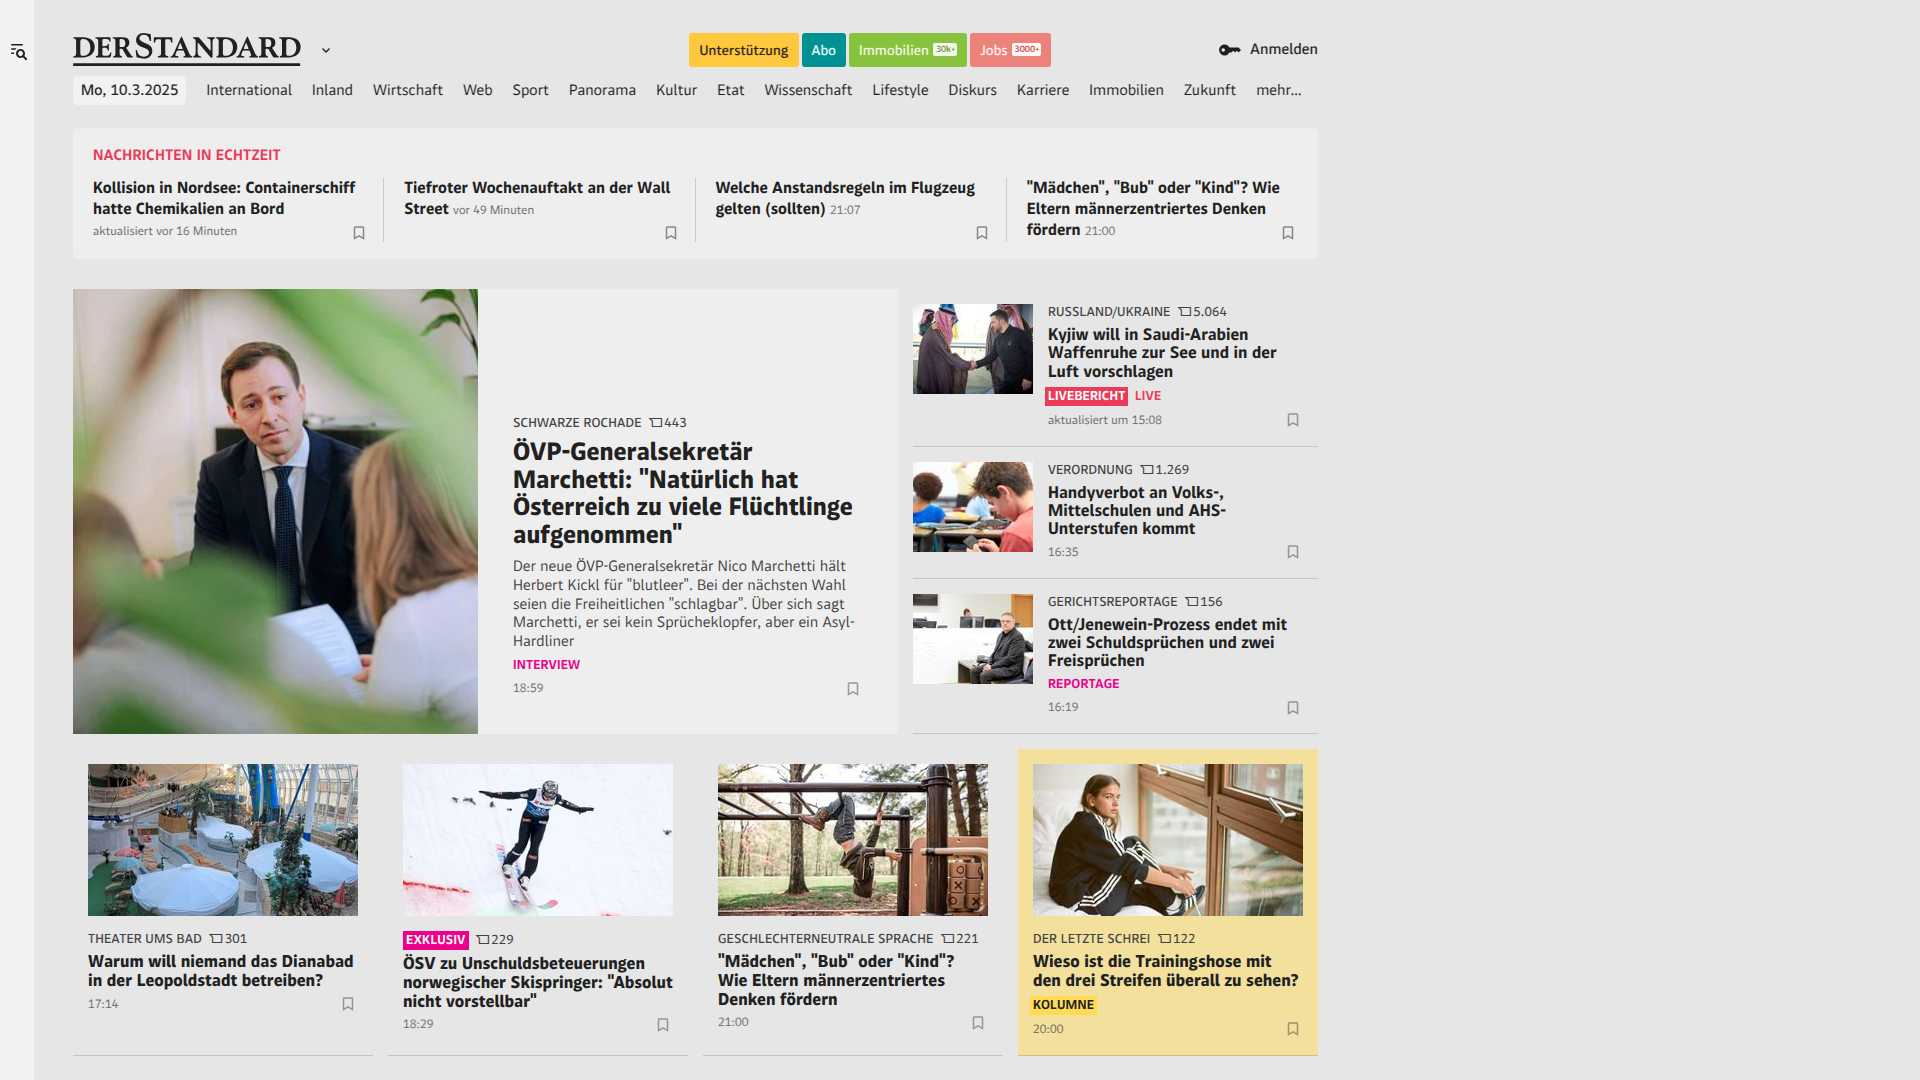 DERSTANDARD
Unterstützung
Abo
Immobilien 30k+
Jobs 3000+
Anmelden
Mo, 10.3.2025
International
Inland
Wirtschaft
Web
Sport
Panorama
Kultur
Etat
Wissenschaft
Lifestyle
Diskurs
Karriere
Immobilien
Zukunft
mehr...
NACHRICHTEN IN ECHTZEIT
Kollision in Nordsee: Containerschiff
hatte Chemikalien an Bord
aktualisiert vor 16 Minuten
Tiefroter Wochenauftakt an der Wall
Street vor 49 Minuten
Welche Anstandsregeln im Flugzeug
gelten (sollten) 21:07
"Mädchen", "Bub" oder "Kind"? Wie
Eltern männerzentriertes Denken
fördern 21:00
SCHWARZE ROCHADE 443
ÖVP-Generalsekretär
Marchetti: "Natürlich hat
Österreich zu viele Flüchtlinge
aufgenommen"
Der neue ÖVP-Generalsekretär Nico Marchetti hält
Herbert Kickl für "blutleer". Bei der nächsten Wahl
seien die Freiheitlichen "schlagbar". Über sich sagt
Marchetti, er sei kein Sprücheklopfer, aber ein Asyl-
Hardliner
INTERVIEW
18:59
RUSSLAND/UKRAINE 5.064
Kyjiw will in Saudi-Arabien
Waffenruhe zur See und in der
Luft vorschlagen
LIVEBERICHT LIVE
aktualisiert um 15:08
VERORDNUNG 1.269
Handyverbot an Volks-,
Mittelschulen und AHS-
Unterstufen kommt
16:35
GERICHTSREPORTAGE 156
Ott/Jenewein-Prozess endet mit
zwei Schuldsprüchen und zwei
Freisprüchen
REPORTAGE
16:19
THEATER UMS BAD 301
Warum will niemand das Dianabad
in der Leopoldstadt betreiben?
17:14
EXKLUSIV 229
ÖSV zu Unschuldsbeteuerungen
norwegischer Skispringer: "Absolut
nicht vorstellbar"
18:29
GESCHLECHTERNEUTRALE SPRACHE 221
"Mädchen", "Bub" oder "Kind"?
Wie Eltern männerzentriertes
Denken fördern
21:00
DER LETZTE SCHREI 122
Wieso ist die Trainingshose mit
den drei Streifen überall zu sehen?
KOLUMNE
20:00